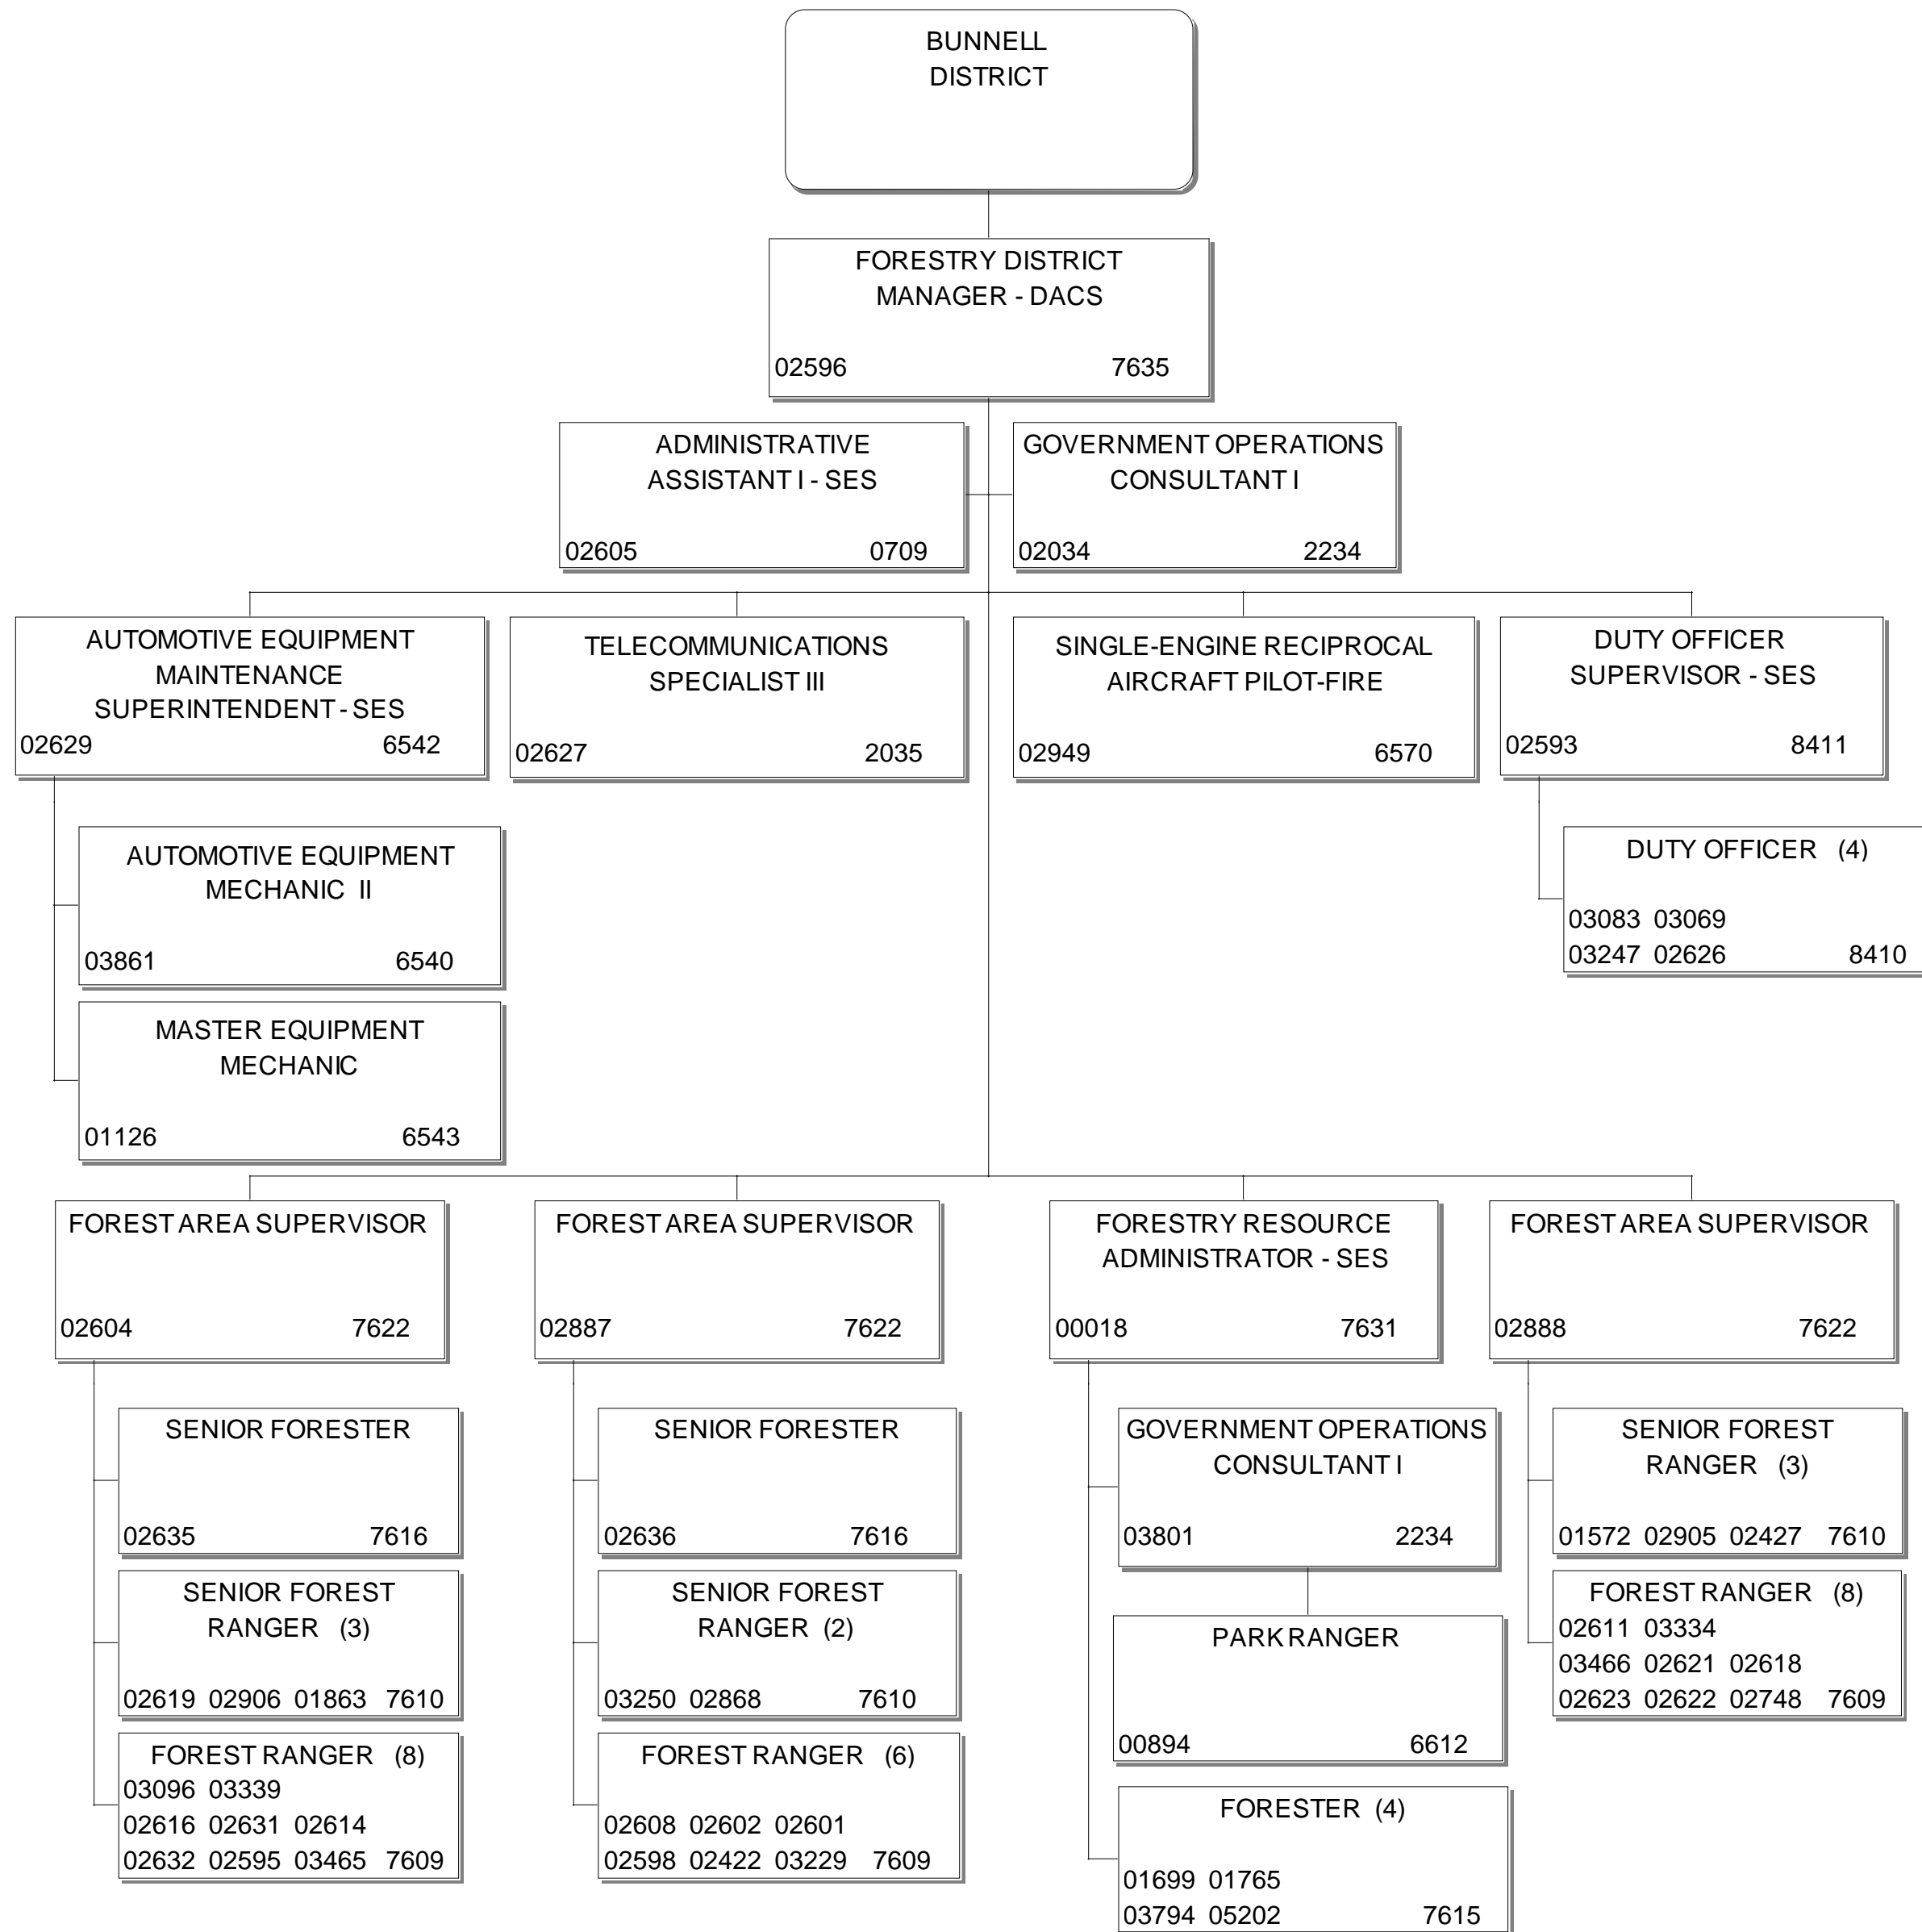 BUNNELL
DISTRICT
FORESTRY DISTRICT
MANAGER - DACS
02596 7635
ADMINISTRATIVE
ASSISTANT I - SES
02605 0709
GOVERNMENT OPERATIONS
CONSULTANT I
02034 2234
AUTOMOTIVE EQUIPMENT
MAINTENANCE
SUPERINTENDENT - SES
02629 6542
TELECOMMUNICATIONS
SPECIALIST III
02627 2035
SINGLE-ENGINE RECIPROCAL
AIRCRAFT PILOT-FIRE
02949 6570
DUTY OFFICER
SUPERVISOR - SES
02593 8411
AUTOMOTIVE EQUIPMENT
MECHANIC II
03861 6540
MASTER EQUIPMENT
MECHANIC
01126 6543
DUTY OFFICER (4)
03083 03069
03247 02626 8410
FOREST AREA SUPERVISOR
02604 7622
SENIOR FORESTER
02635 7616
SENIOR FOREST
RANGER (3)
02619 02906 01863 7610
FOREST RANGER (8)
03096 03339
02616 02631 02614
02632 02595 03465 7609
FOREST AREA SUPERVISOR
02887 7622
SENIOR FORESTER
02636 7616
SENIOR FOREST
RANGER (2)
03250 02868 7610
FOREST RANGER (6)
02608 02602 02601
02598 02422 03229 7609
FORESTRY RESOURCE
ADMINISTRATOR - SES
00018 7631
GOVERNMENT OPERATIONS
CONSULTANT I
03801 2234
PARK RANGER
00894 6612
FORESTER (4)
01699 01765
03794 05202 7615
FOREST AREA SUPERVISOR
02888 7622
SENIOR FOREST
RANGER (3)
01572 02905 02427 7610
FOREST RANGER (8)
02611 03334
03466 02621 02618
02623 02622 02748 7609